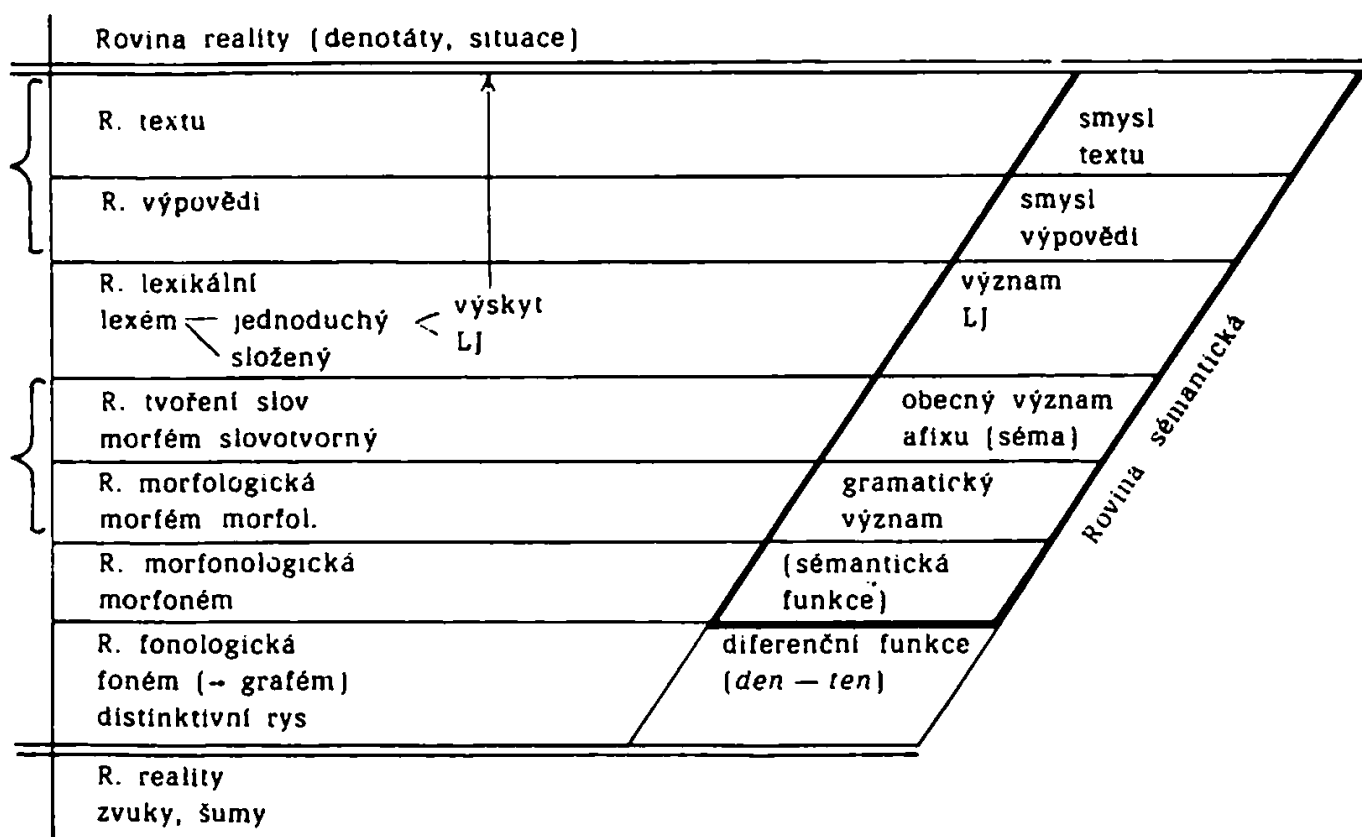 Rovina reality (denotáty, situace)
R. textu
smysl
textu
R. výpovědi
smysl
výpovědi
R. lexikální
lexém jednoduchý výskyt
složený LJ
význam
LJ
R. tvoření slov
morfém slovotvorný
obecný význam
afixu (séma)
R. morfologická
morfém morfol.
gramatický
význam
R. morfonologická
morfoném
(sémantická
funkce)
R. fonologická
foném (→ grafém)
distinktivní rys
diferenční funkce
(den — ten)
Rovina sémantická
R. reality
zvuky, šumy